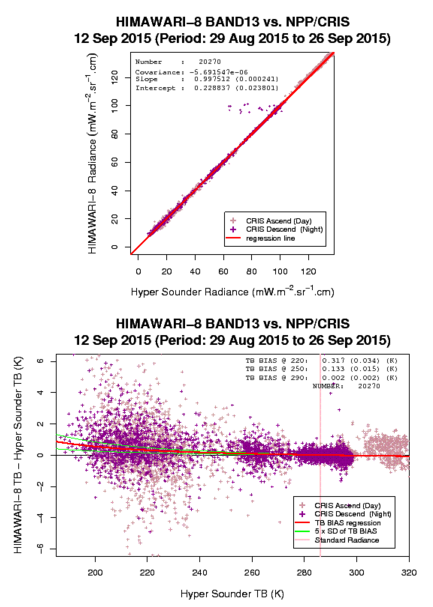 HIMAWARI−8 BAND13 vs. NPP/CRIS
12 Sep 2015 (Period: 29 Aug 2015 to 26 Sep 2015)
Number : 20270
Covariance: −5.691547e−06
Slope : 0.997512 (0.000241)
Intercept : 0.228837 (0.023801)
HIMAWARI−8 Radiance (mW.m−2.sr−1.cm)
120
100
80
60
40
20
0
CRIS Ascend (Day)
CRIS Descend (Night)
regression line
0 20 40 60 80 100 120
Hyper Sounder Radiance (mW.m−2.sr−1.cm)
HIMAWARI−8 BAND13 vs. NPP/CRIS
12 Sep 2015 (Period: 29 Aug 2015 to 26 Sep 2015)
TB BIAS @ 220: 0.317 (0.034) (K)
TB BIAS @ 250: 0.133 (0.015) (K)
TB BIAS @ 290: 0.002 (0.002) (K)
NUMBER: 20270
HIMAWARI−8 TB − Hyper Sounder TB (K)
6
4
2
0
−2
−4
−6
CRIS Ascend (Day)
CRIS Descend (Night)
TB BIAS regression
5 x SD of TB BIAS
Standard Radiance
200 220 240 260 280 300 320
Hyper Sounder TB (K)